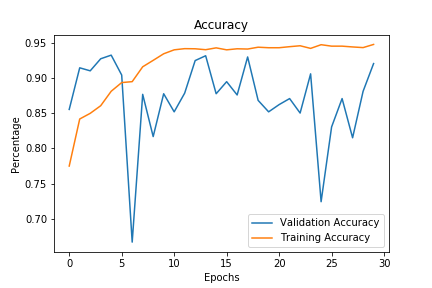 Accuracy
0.95
0.90
0.85
0.80
0.75
0.70
Percentage
Validation Accuracy
Training Accuracy
0 5 10 15 20 25 30
Epochs